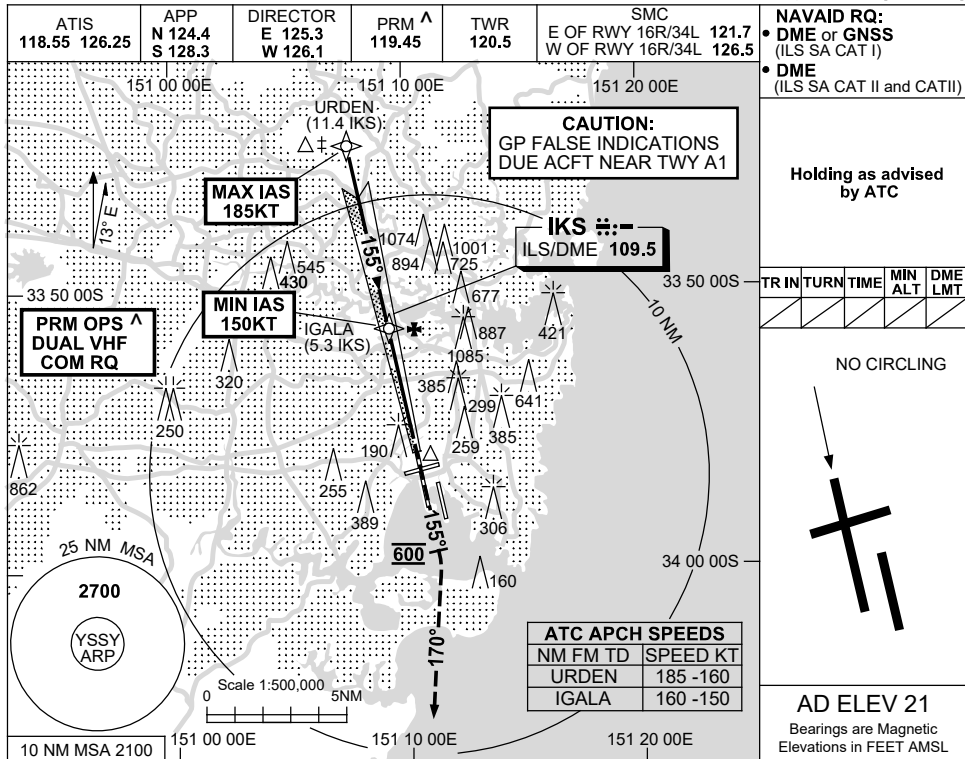 ATIS
118.55 126.25
APP
N 124.4
S 128.3
DIRECTOR
E 125.3
W 126.1
PRM ^
119.45
TWR
120.5
SMC
E OF RWY 16R/34L 121.7
W OF RWY 16R/34L 126.5
NAVAID RQ:
• DME or GNSS
(ILS SA CAT I)
• DME
(ILS SA CAT II and CATII)
Holding as advised
by ATC
TR IN TURN TIME MIN ALT DME LMT
NO CIRCLING
AD ELEV 21
Bearings are Magnetic
Elevations in FEET AMSL
151 00 00E
151 10 00E
151 20 00E
URDEN
(11.4 IKS)
‡
CAUTION:
GP FALSE INDICATIONS
DUE ACFT NEAR TWY A1
MAX IAS
185KT
13° E
155°
IKS
ILS/DME 109.5
1074
1001
894
725
545
430
677
33 50 00S
33 50 00S
MIN IAS
150KT
IGALA
(5.3 IKS)
10 NM
PRM OPS ^
DUAL VHF
COM RQ
887
421
1085
320
385
641
299
250
385
190
259
862
255
389
306
155°
600
160
34 00 00S
25 NM MSA
2700
YSSY
ARP
170°
ATC APCH SPEEDS
NM FM TD SPEED KT
URDEN 185 -160
IGALA 160 -150
0 Scale 1:500,000 5NM
10 NM MSA 2100
151 00 00E
151 10 00E
151 20 00E